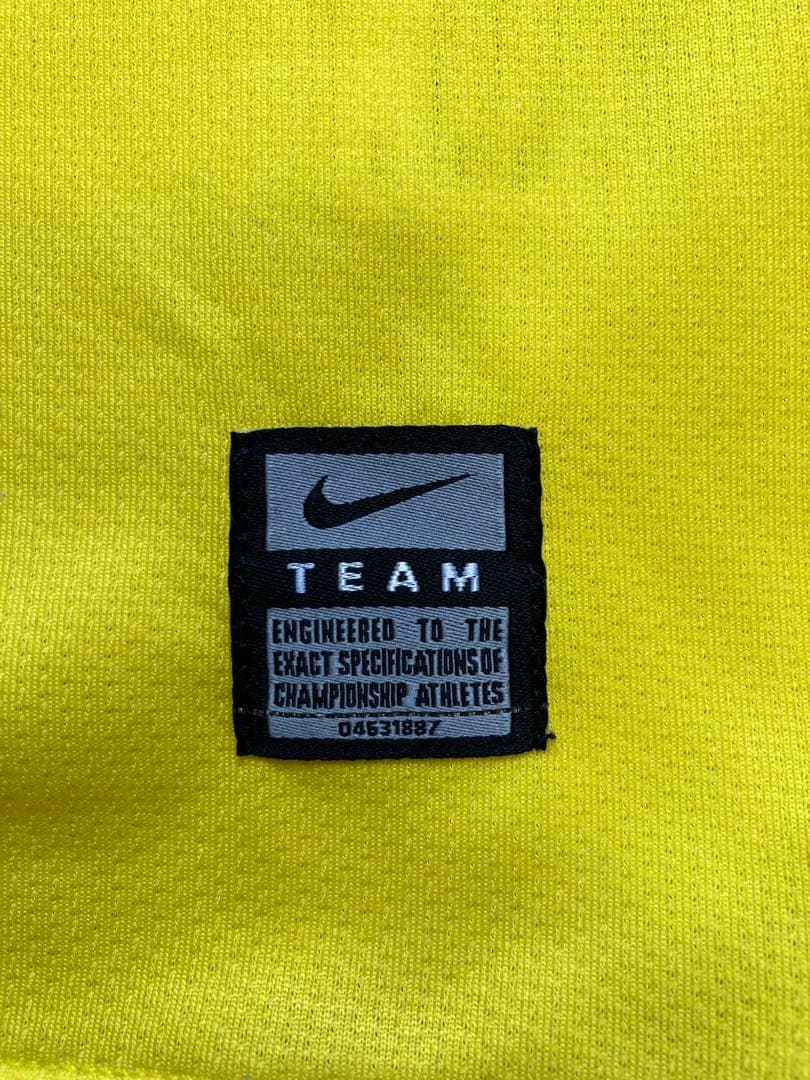 TEAM
ENGINEERED TO THE
EXACT SPECIFICATIONS OF
CHAMPIONSHIP ATHLETES
04631887